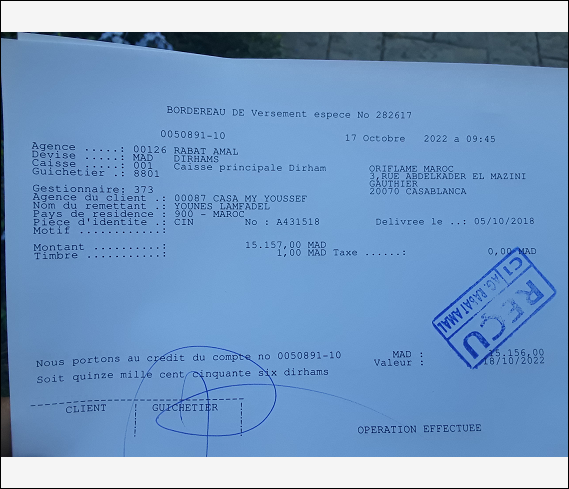 BORDEREAU DE Versement espece No 282617
0050891-10
17 Octobre 2022 a 09:45
Agence .....: 00126 RABAT AMAL
Devise .....: MAD DIRHAMS
Caisse .....: 001 Caisse principale Dirham
Guichetier .: 8801
ORIFLAME MAROC
3,RUE ABDELKADER EL MAZINI
GAUTHIER
20070 CASABLANCA
Gestionnaire: 373
Agence du client .: 00087 CASA MY YOUSSEF
Nom du remettant .: YOUNES LAMFADEL
Pays de residence : 900 - MAROC
Pièce d'identite .: CIN No : A431518 Delivree le ..: 05/10/2018
Motif ............:
Montant ..........: 15.157,00 MAD
Timbre ...........: 1,00 MAD Taxe ......: 0,00 MAD
C1 AG. RABAT AMAL
RECU
Nous portons au crédit du compte no 0050891-10 MAD : 15.156,00
Valeur : 18/10/2022
Soit quinze mille cent cinquante six dirhams
CLIENT GUICHETIER
OPERATION EFFECTUEE